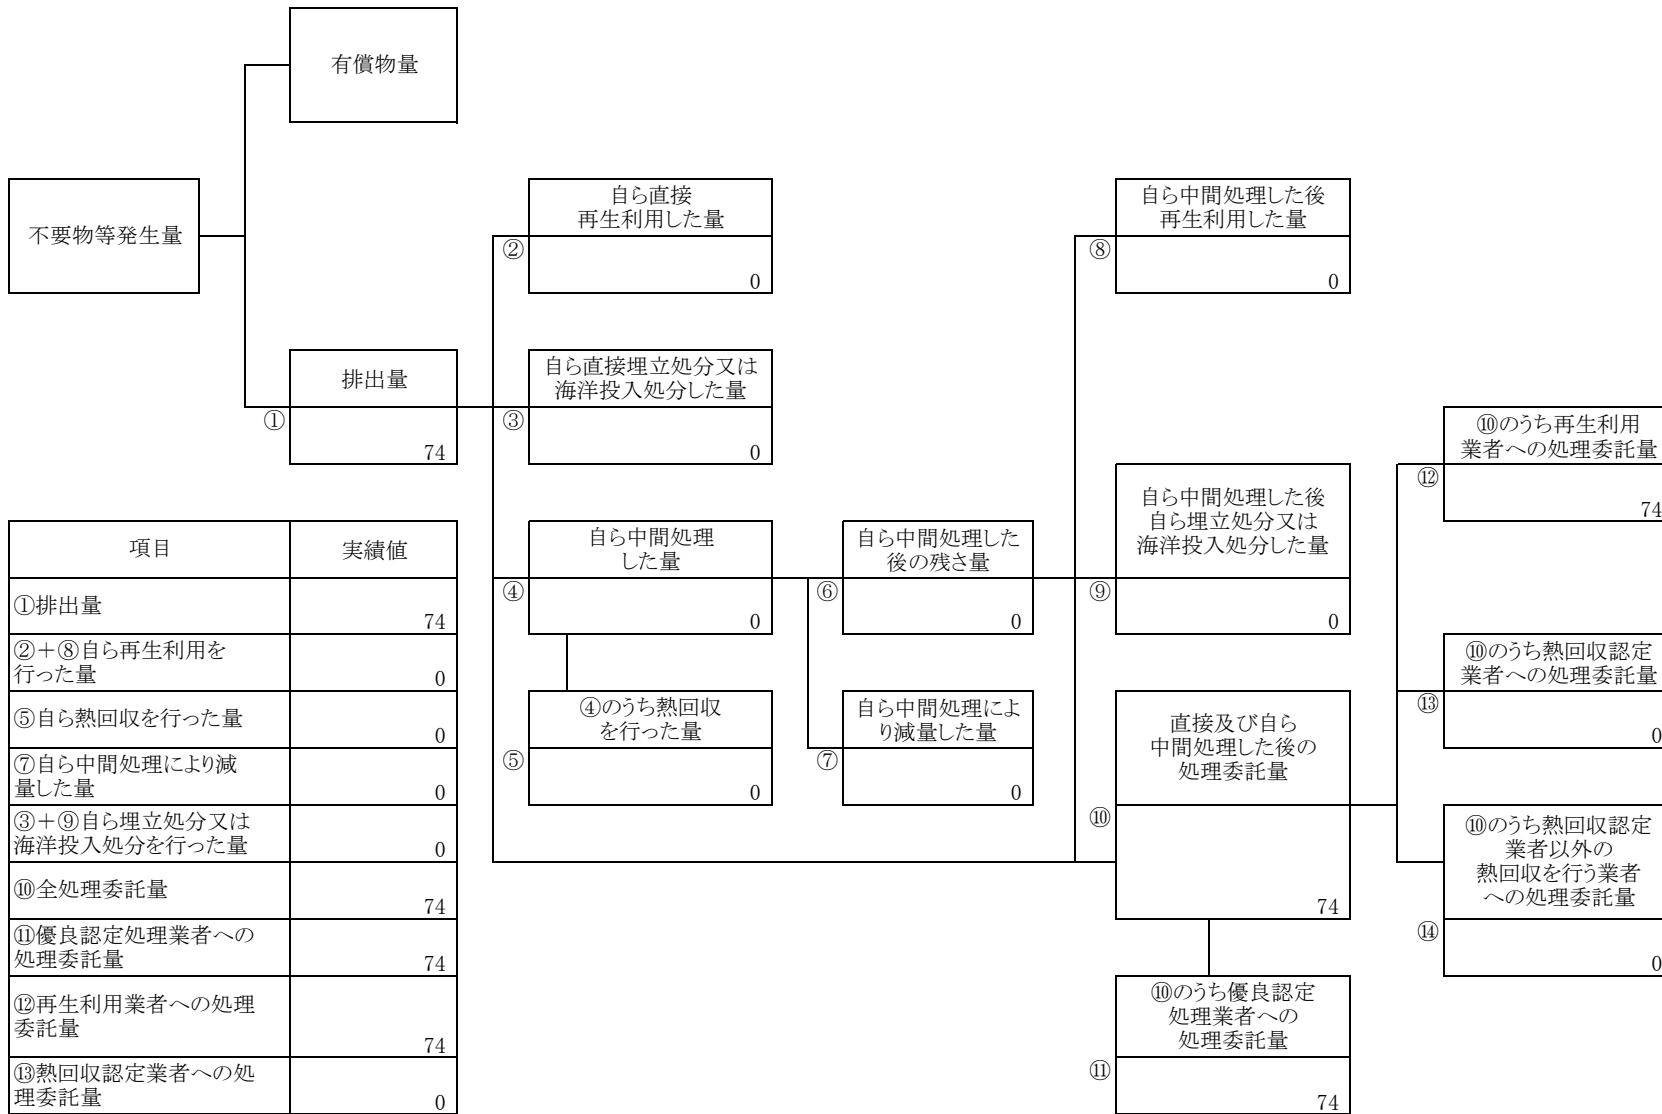 有償物量
不要物等発生量
自ら直接
再生利用した量
②
0
自ら中間処理した後
再生利用した量
⑧
0
排出量
①
74
自ら直接埋立処分又は
海洋投入処分した量
③
0
⑩のうち再生利用
業者への処理委託量
⑫
74
自ら中間処理した後
自ら埋立処分又は
海洋投入処分した量
⑨
0
自ら中間処理
した量
④
0
自ら中間処理した
後の残さ量
⑥
0
⑩のうち熱回収認定
業者への処理委託量
⑬
0
④のうち熱回収
を行った量
⑤
0
自ら中間処理によ
り減量した量
⑦
0
直接及び自ら
中間処理した後の
処理委託量
⑩
74
⑩のうち熱回収認定
業者以外の
熱回収を行う業者
への処理委託量
⑭
0
⑩のうち優良認定
処理業者への
処理委託量
⑪
74
項目 実績値
①排出量 74
②+⑧自ら再生利用を
行った量 0
⑤自ら熱回収を行った量 0
⑦自ら中間処理により減
量した量 0
③+⑨自ら埋立処分又は
海洋投入処分を行った量 0
⑩全処理委託量 74
⑪優良認定処理業者への
処理委託量 74
⑫再生利用業者への処理
委託量 74
⑬熱回収認定業者への処
理委託量 0